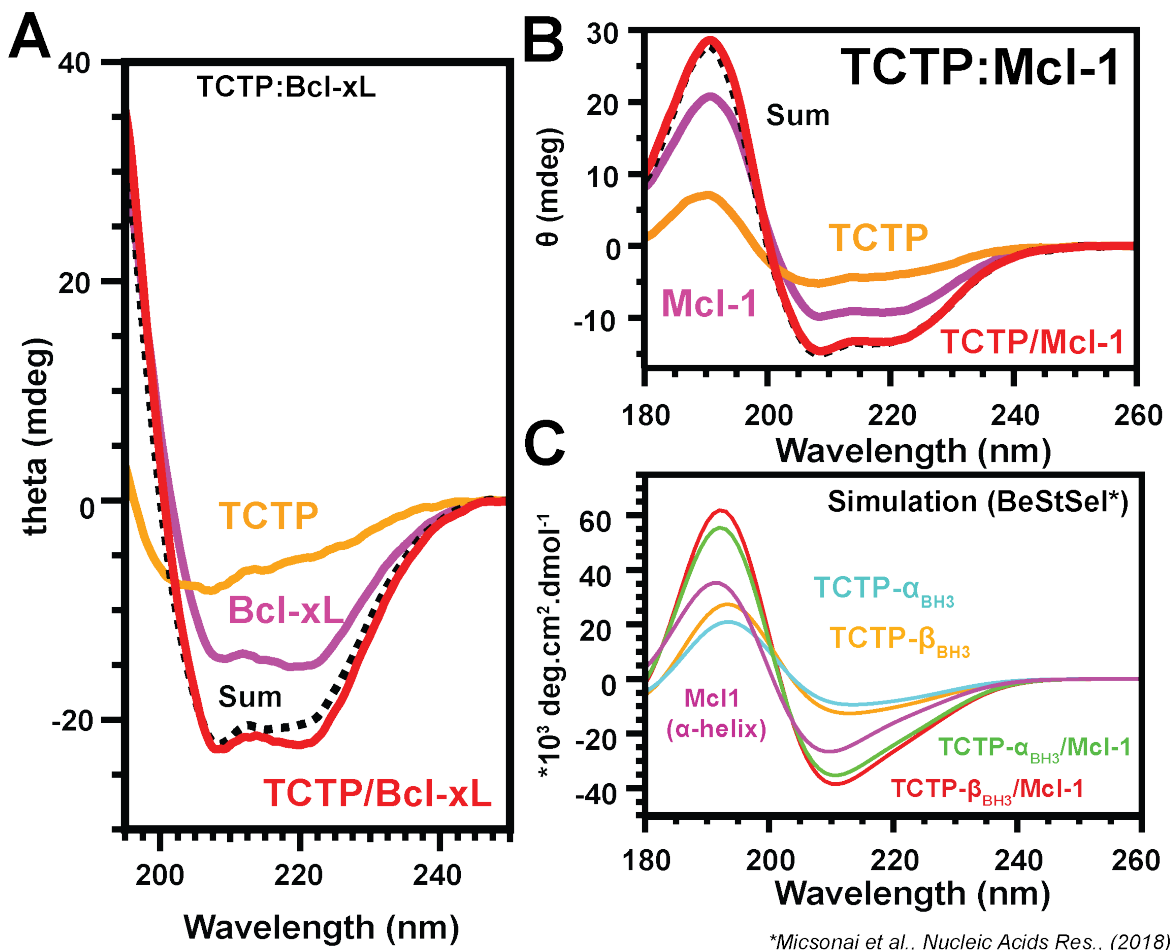 A
TCTP:Bcl-xL
theta (mdeg)
40
20
0
-20
TCTP
Bcl-xL
Sum
TCTP/Bcl-xL
200
220
240
Wavelength (nm)
B
TCTP:Mcl-1
θ (mdeg)
30
20
10
0
-10
Sum
TCTP
Mcl-1
TCTP/Mcl-1
180
200
220
240
260
Wavelength (nm)
C
Simulation (BeStSel*)
*10³ deg.cm².dmol⁻¹
60
40
20
0
-20
-40
TCTP-αBH3
TCTP-βBH3
Mcl1
(α-helix)
TCTP-αBH3/Mcl-1
TCTP-βBH3/Mcl-1
180
200
220
240
260
Wavelength (nm)
*Micsonai et al., Nucleic Acids Res., (2018)